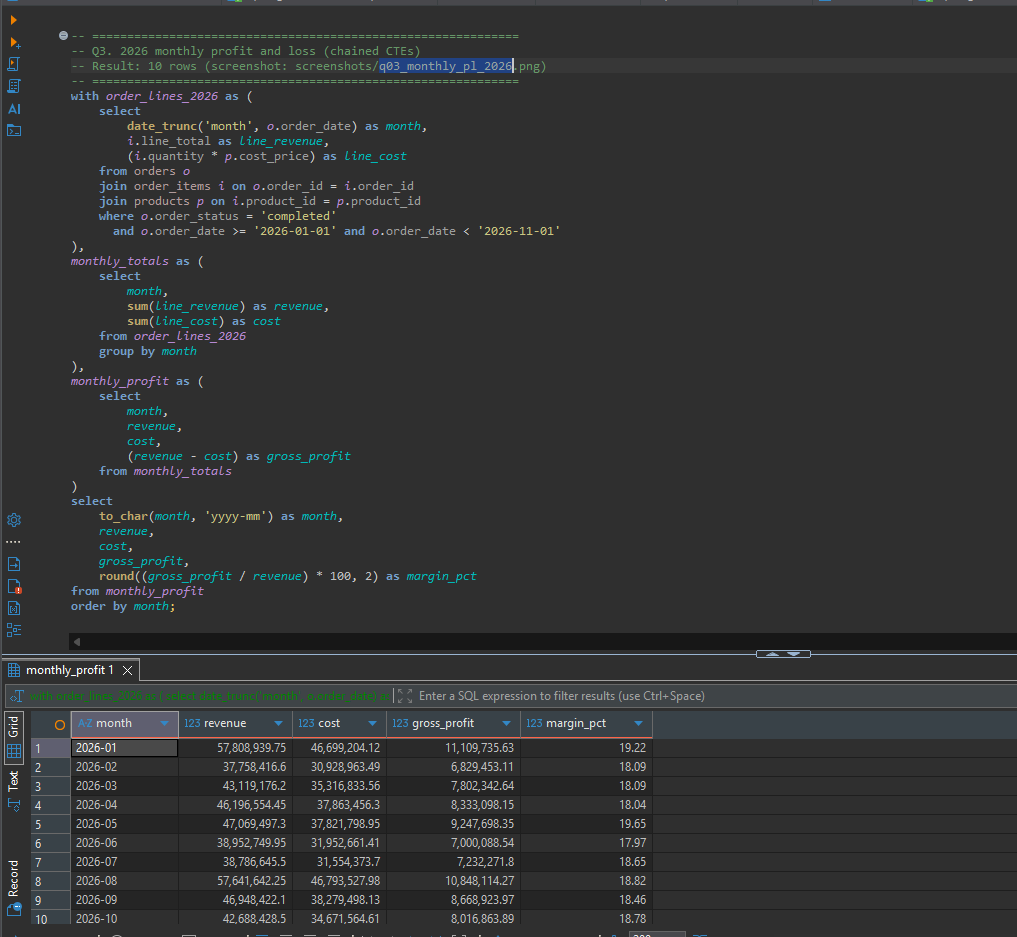 -- =============================================================
-- Q3. 2026 monthly profit and loss (chained CTEs)
-- Result: 10 rows (screenshot: screenshots/q03_monthly_pl_2026.png)
-- =============================================================
with order_lines_2026 as (
    select
        date_trunc('month', o.order_date) as month,
        i.line_total as line_revenue,
        (i.quantity * p.cost_price) as line_cost
    from orders o
    join order_items i on o.order_id = i.order_id
    join products p on i.product_id = p.product_id
    where o.order_status = 'completed'
      and o.order_date >= '2026-01-01' and o.order_date < '2026-11-01'
),
monthly_totals as (
    select
        month,
        sum(line_revenue) as revenue,
        sum(line_cost) as cost
    from order_lines_2026
    group by month
),
monthly_profit as (
    select
        month,
        revenue,
        cost,
        (revenue - cost) as gross_profit
    from monthly_totals
)
select
    to_char(month, 'yyyy-mm') as month,
    revenue,
    cost,
    gross_profit,
    round((gross_profit / revenue) * 100, 2) as margin_pct
from monthly_profit
order by month;
AI
monthly_profit 1
with order_lines_2026 as ( select date_trunc('month', o.order_date) as Enter a SQL expression to filter results (use Ctrl+Space)
Grid
Text
Record
A-Z month 123 revenue 123 cost 123 gross_profit 123 margin_pct
1 2026-01 57,808,939.75 46,699,204.12 11,109,735.63 19.22
2 2026-02 37,758,416.6 30,928,963.49 6,829,453.11 18.09
3 2026-03 43,119,176.2 35,316,833.56 7,802,342.64 18.09
4 2026-04 46,196,554.45 37,863,456.3 8,333,098.15 18.04
5 2026-05 47,069,497.3 37,821,798.95 9,247,698.35 19.65
6 2026-06 38,952,749.95 31,952,661.41 7,000,088.54 17.97
7 2026-07 38,786,645.5 31,554,373.7 7,232,271.8 18.65
8 2026-08 57,641,642.25 46,793,527.98 10,848,114.27 18.82
9 2026-09 46,948,422.1 38,279,498.13 8,668,923.97 18.46
10 2026-10 42,688,428.5 34,671,564.61 8,016,863.89 18.78